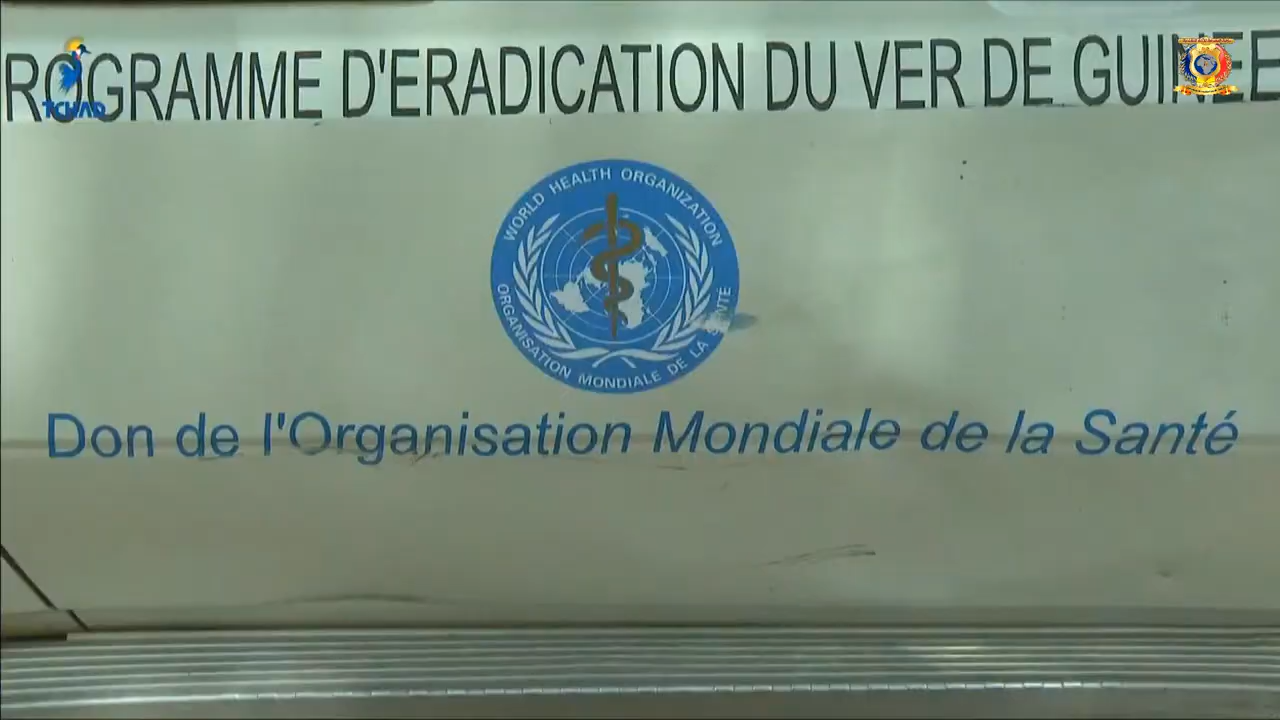 ROGRAMME D'ERADICATION DU VER DE GUINEE
TCHAD
WORLD HEALTH ORGANIZATION
ORGANISATION MONDIALE DE LA SANTÉ
Don de l'Organisation Mondiale de la Santé